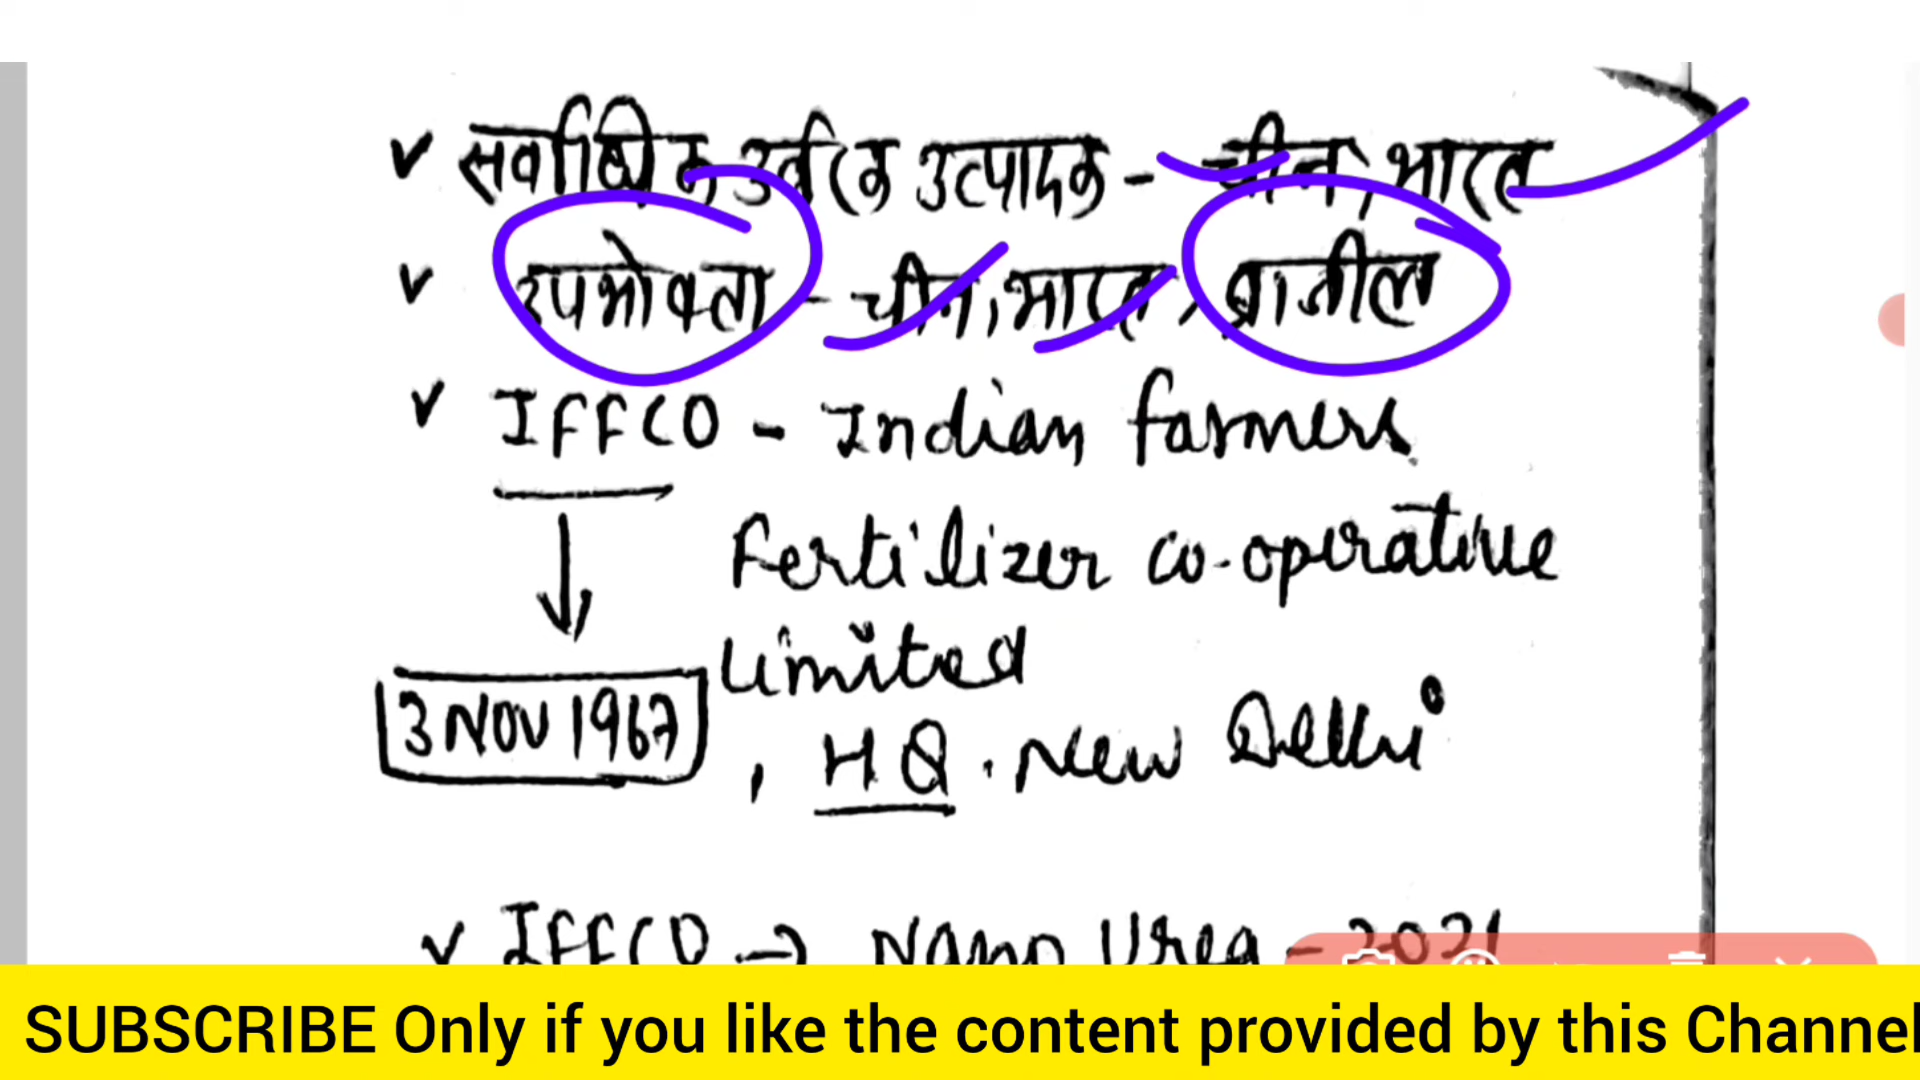 ✓ सर्वाधिक उर्वरक उत्पादक - चीन, भारत
✓ उपभोक्ता - चीन, भारत, ब्राजील
✓ IFFCO - Indian farmers
Fertilizer co-operative
Limited
3 NOV 1967
, HQ . New Delhi
✓ IFFCO → Nano Urea - 2021
SUBSCRIBE Only if you like the content provided by this Channel